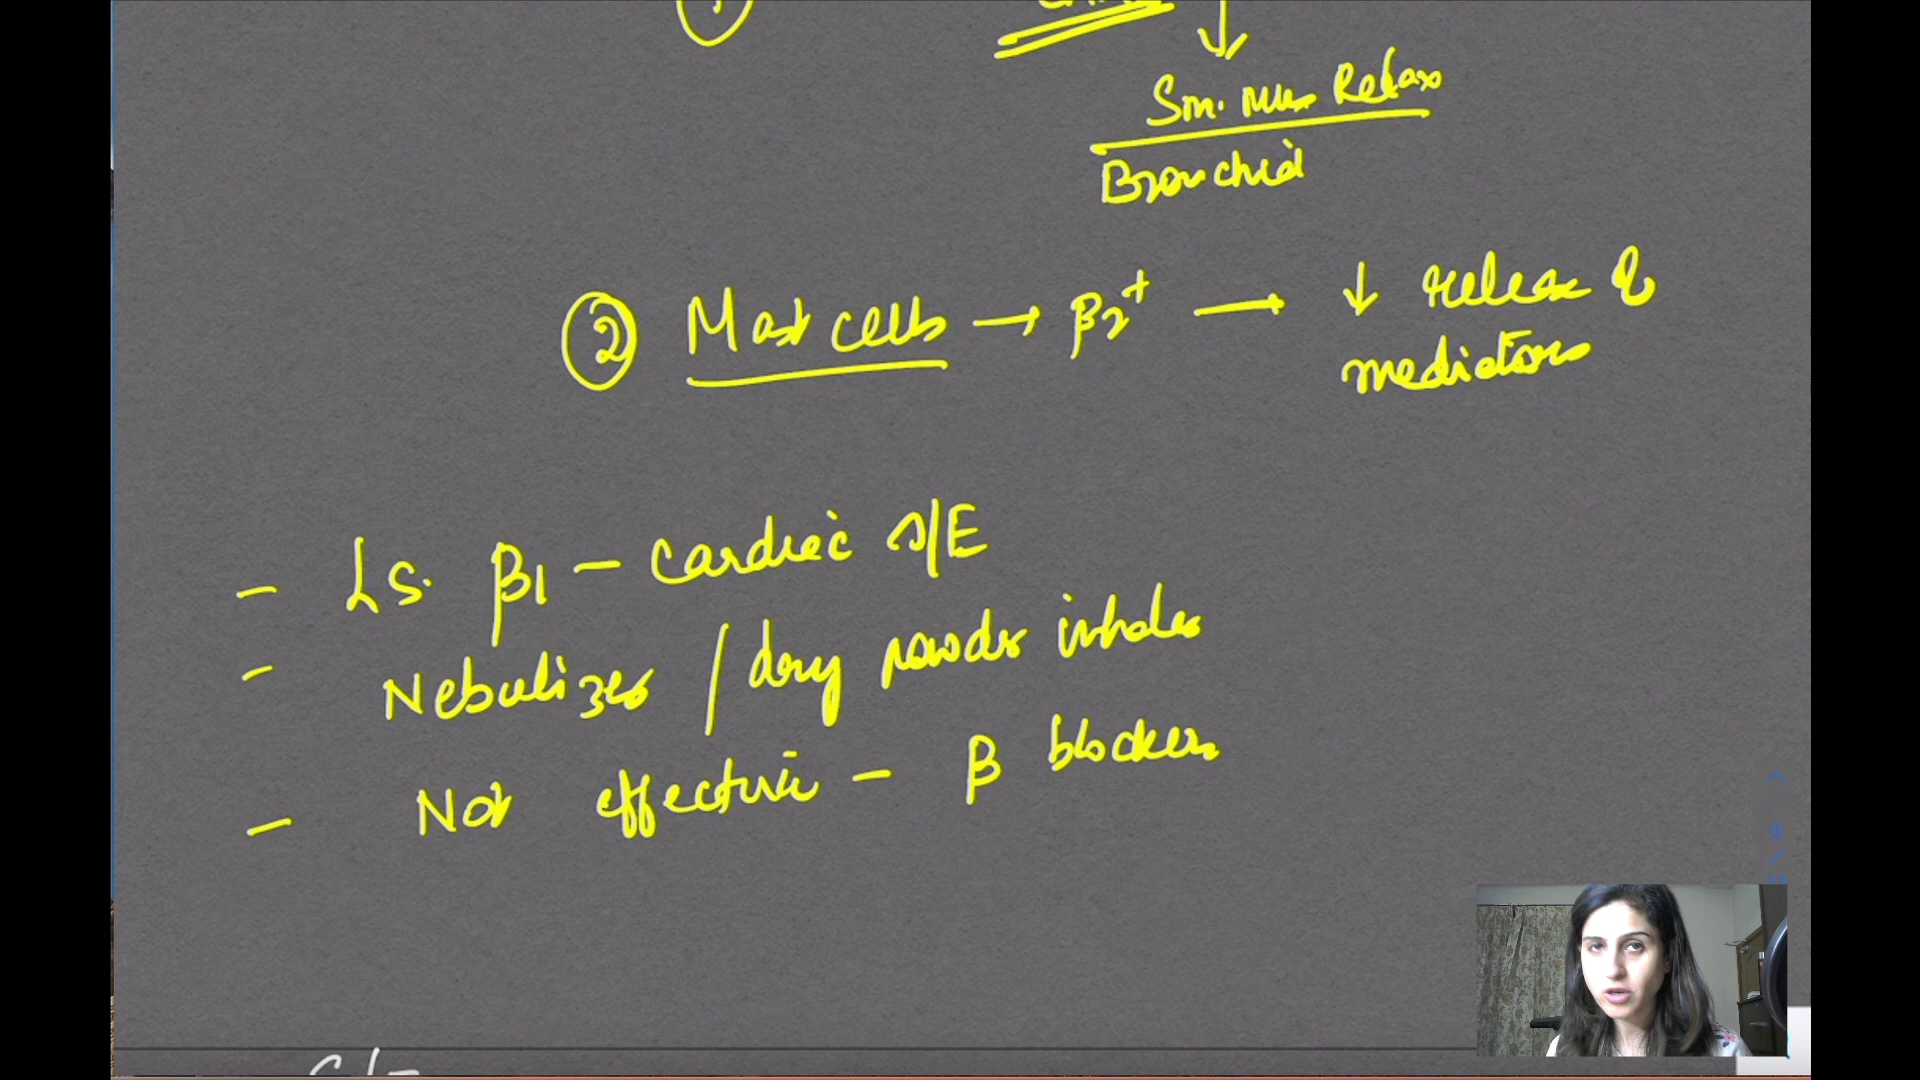 ↓
Sm. Mus Relax
Bronchial
② Mast cells → β2+ → ↓ release of
mediators
- Ls. β1 - cardiac S/E
- Nebulizer / dry powder inhaler
- Not effective - β blockers